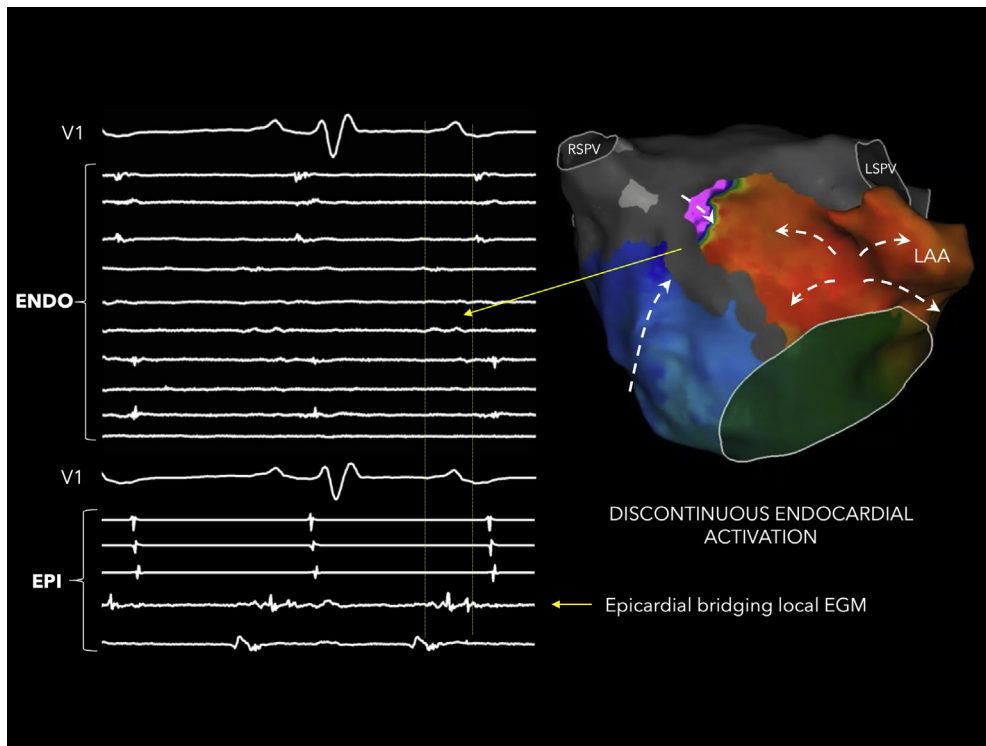 V1
ENDO
V1
EPI
RSPV
LSPV
LAA
DISCONTINUOUS ENDOCARDIAL
ACTIVATION
Epicardial bridging local EGM